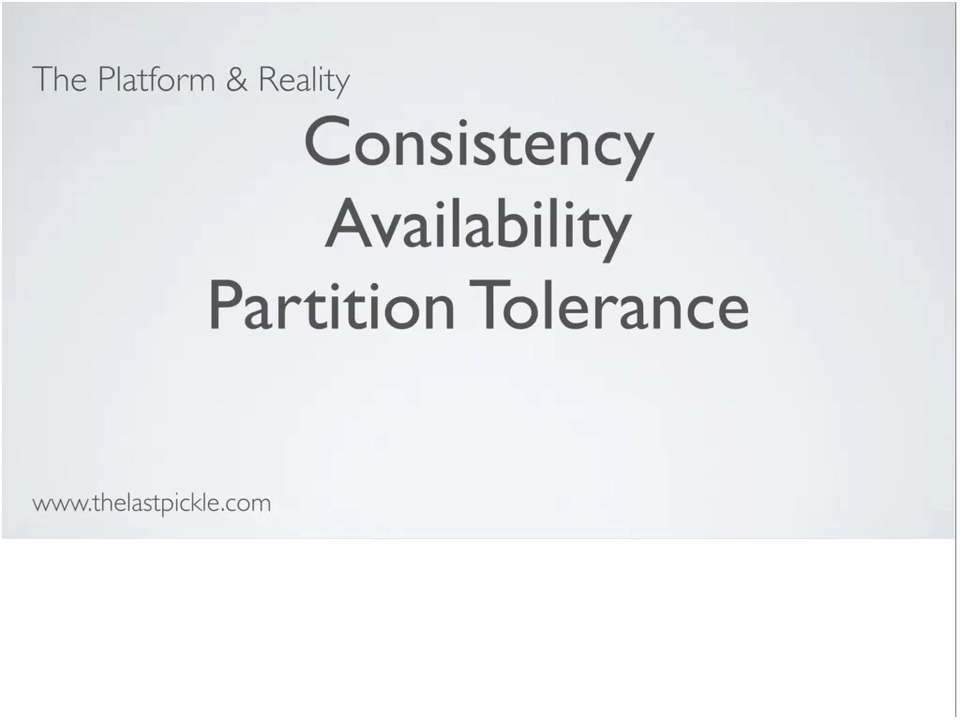 The Platform & Reality
Consistency
Availability
Partition Tolerance
www.thelastpickle.com